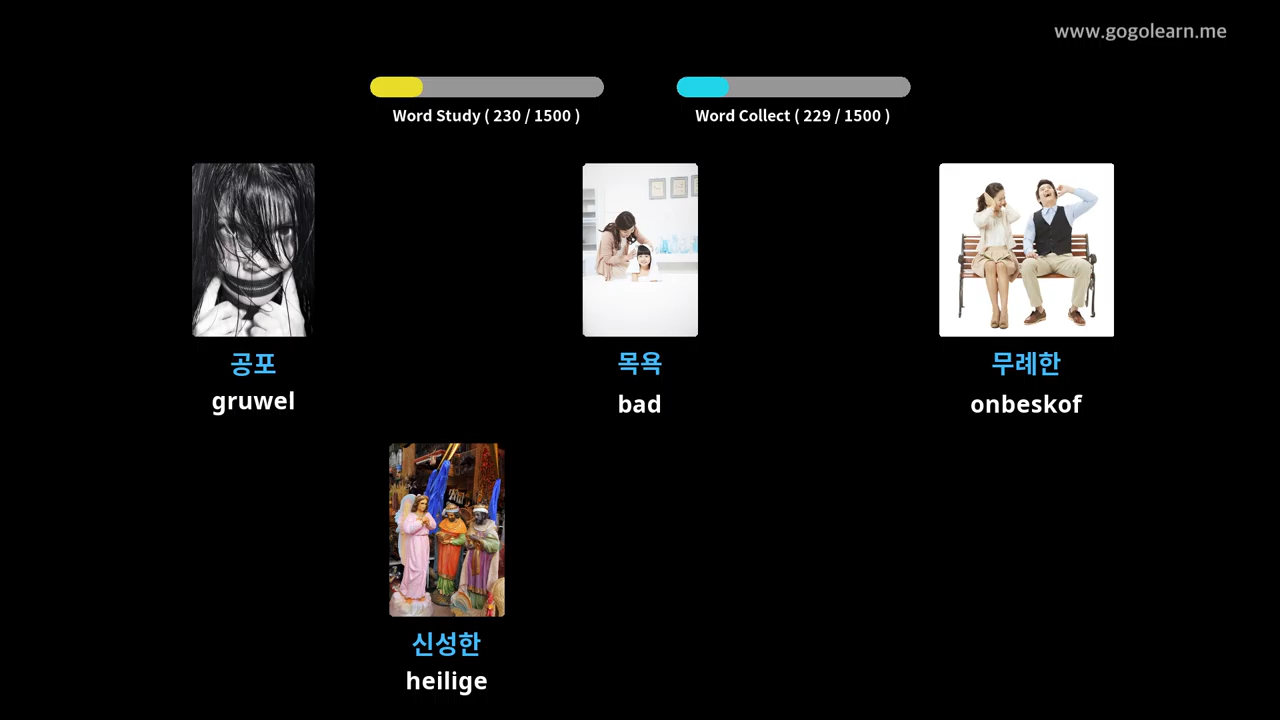 www.gogolearn.me
Word Study ( 230 / 1500 )
Word Collect ( 229 / 1500 )
공포
gruwel
목욕
bad
무례한
onbeskof
신성한
heilige